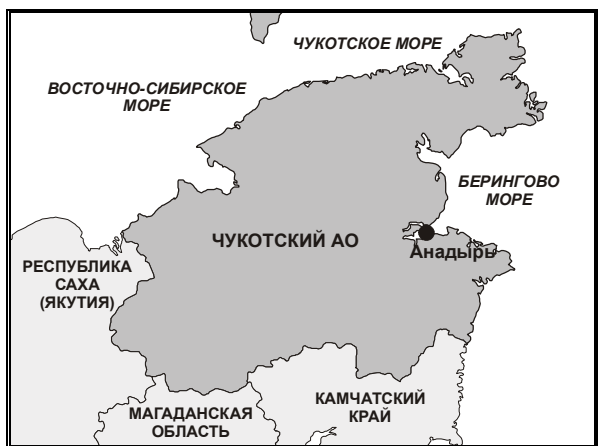 ЧУКОТСКОЕ МОРЕ
ВОСТОЧНО-СИБИРСКОЕ
МОРЕ
БЕРИНГОВО
МОРЕ
ЧУКОТСКИЙ АО
Анадырь
РЕСПУБЛИКА
САХА
(ЯКУТИЯ)
КАМЧАТСКИЙ
КРАЙ
МАГАДАНСКАЯ
ОБЛАСТЬ